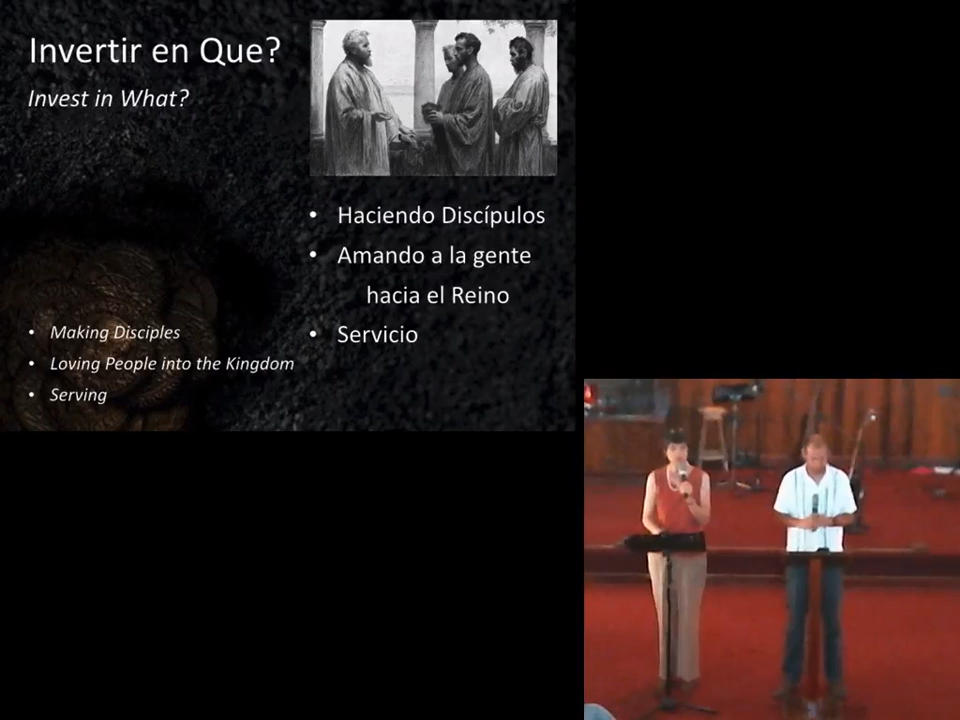 Invertir en Que?
Invest in What?
• Haciendo Discípulos
• Amando a la gente
hacia el Reino
• Servicio
• Making Disciples
• Loving People into the Kingdom
• Serving